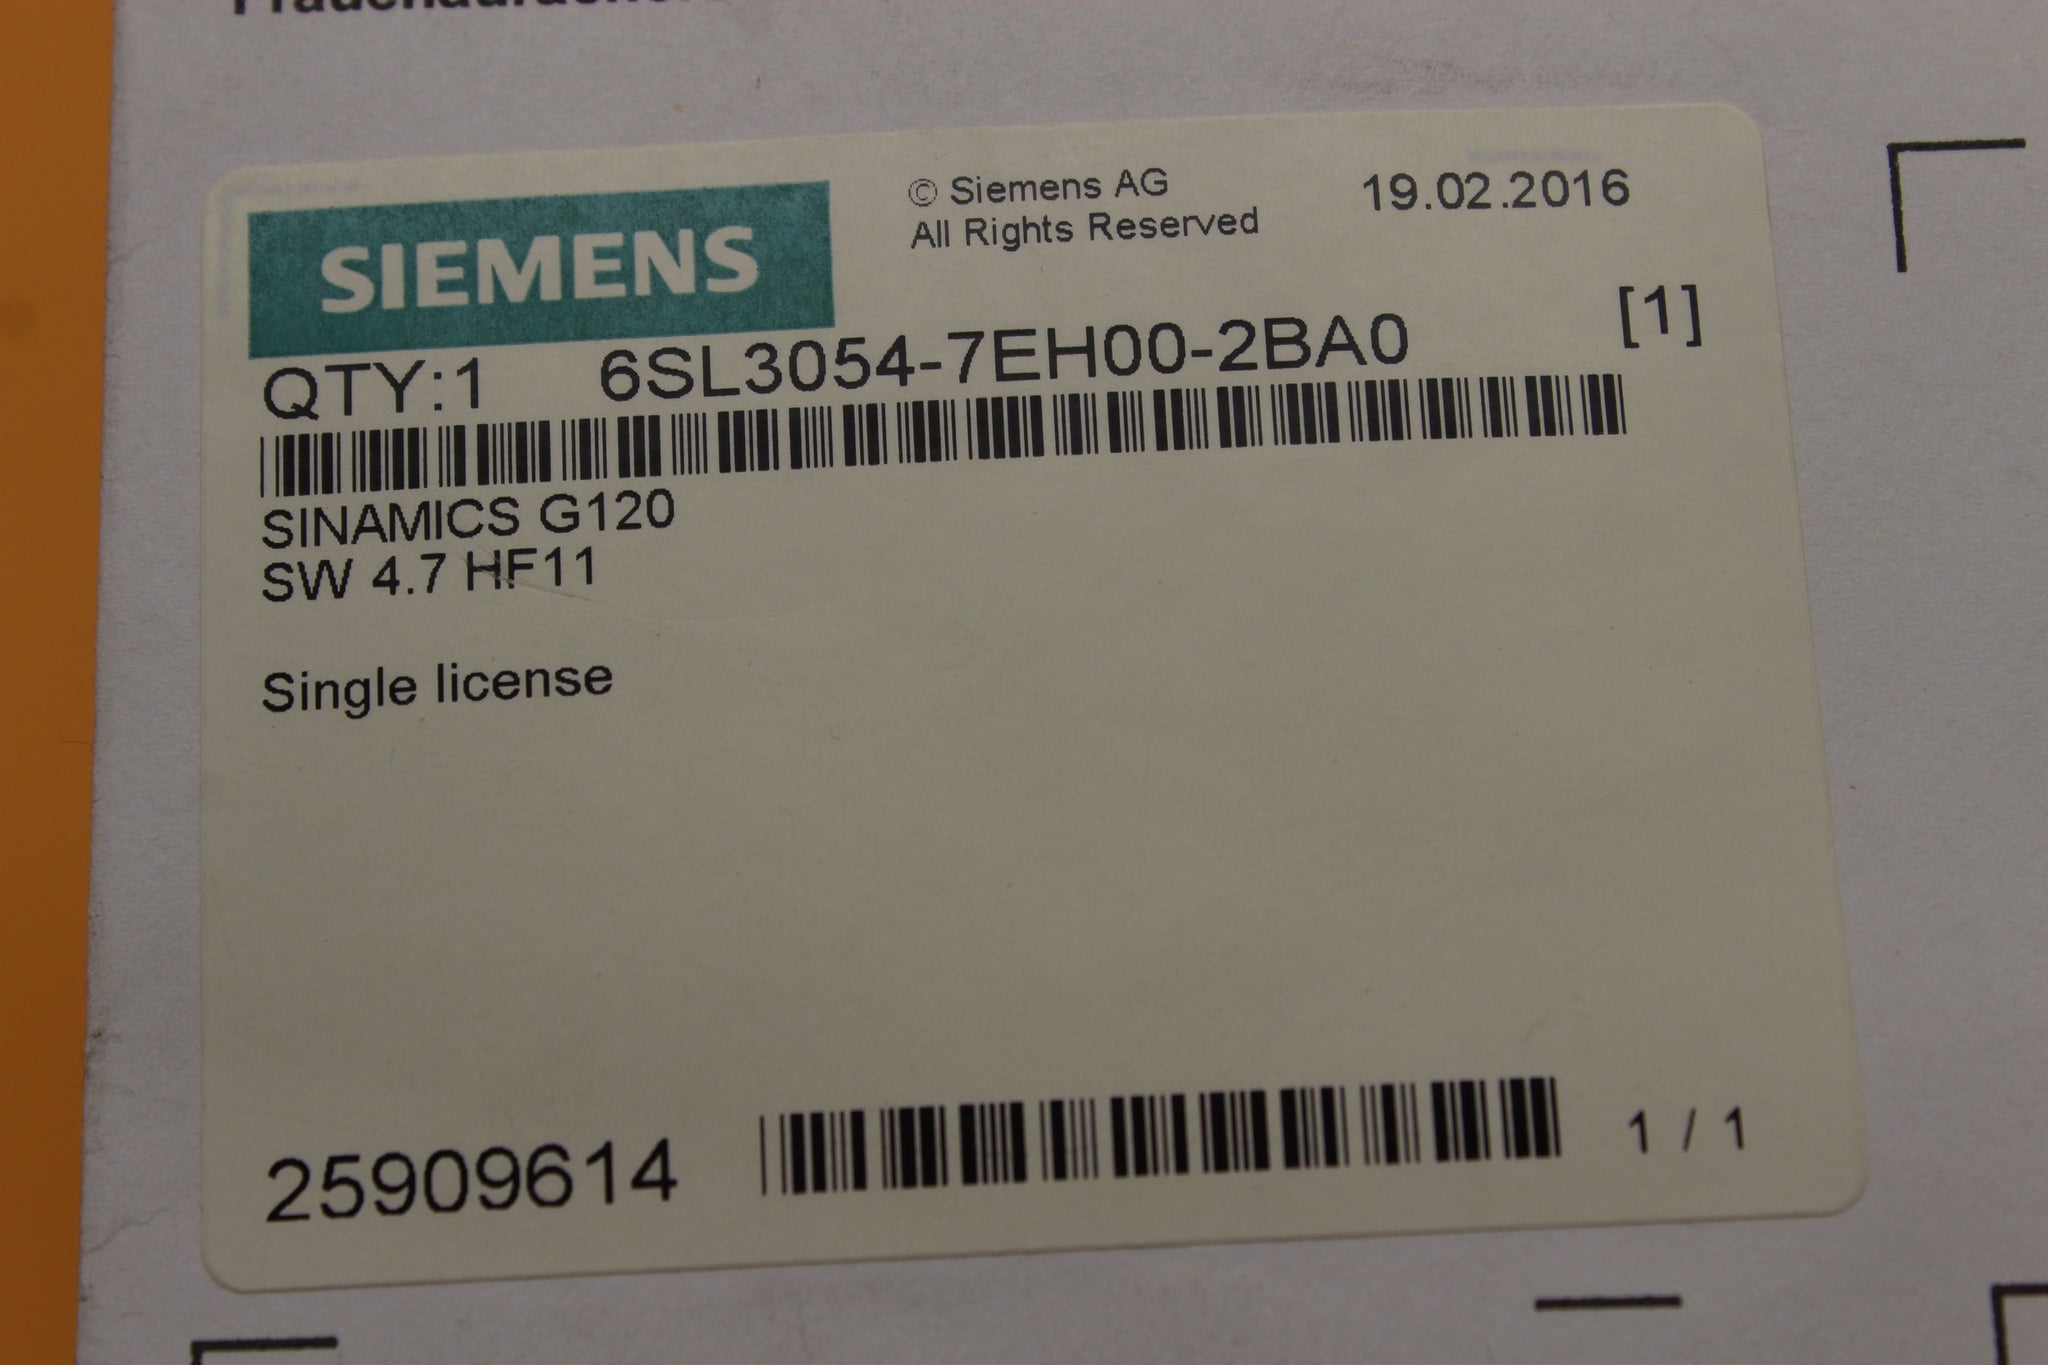 SIEMENS
© Siemens AG
All Rights Reserved
19.02.2016
QTY:1 6SL3054-7EH00-2BA0 [1]
SINAMICS G120
SW 4.7 HF11
Single license
25909614 1 / 1